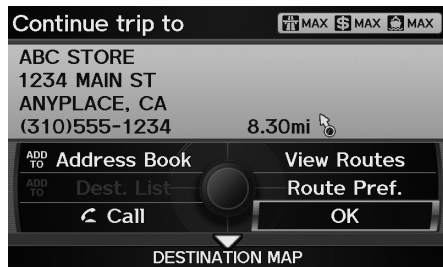 Continue trip to MAX $ MAX MAX
ABC STORE
1234 MAIN ST
ANYPLACE, CA
(310)555-1234 8.30mi
ADD TO Address Book View Routes
ADD TO Dest. List Route Pref.
Call OK
DESTINATION MAP